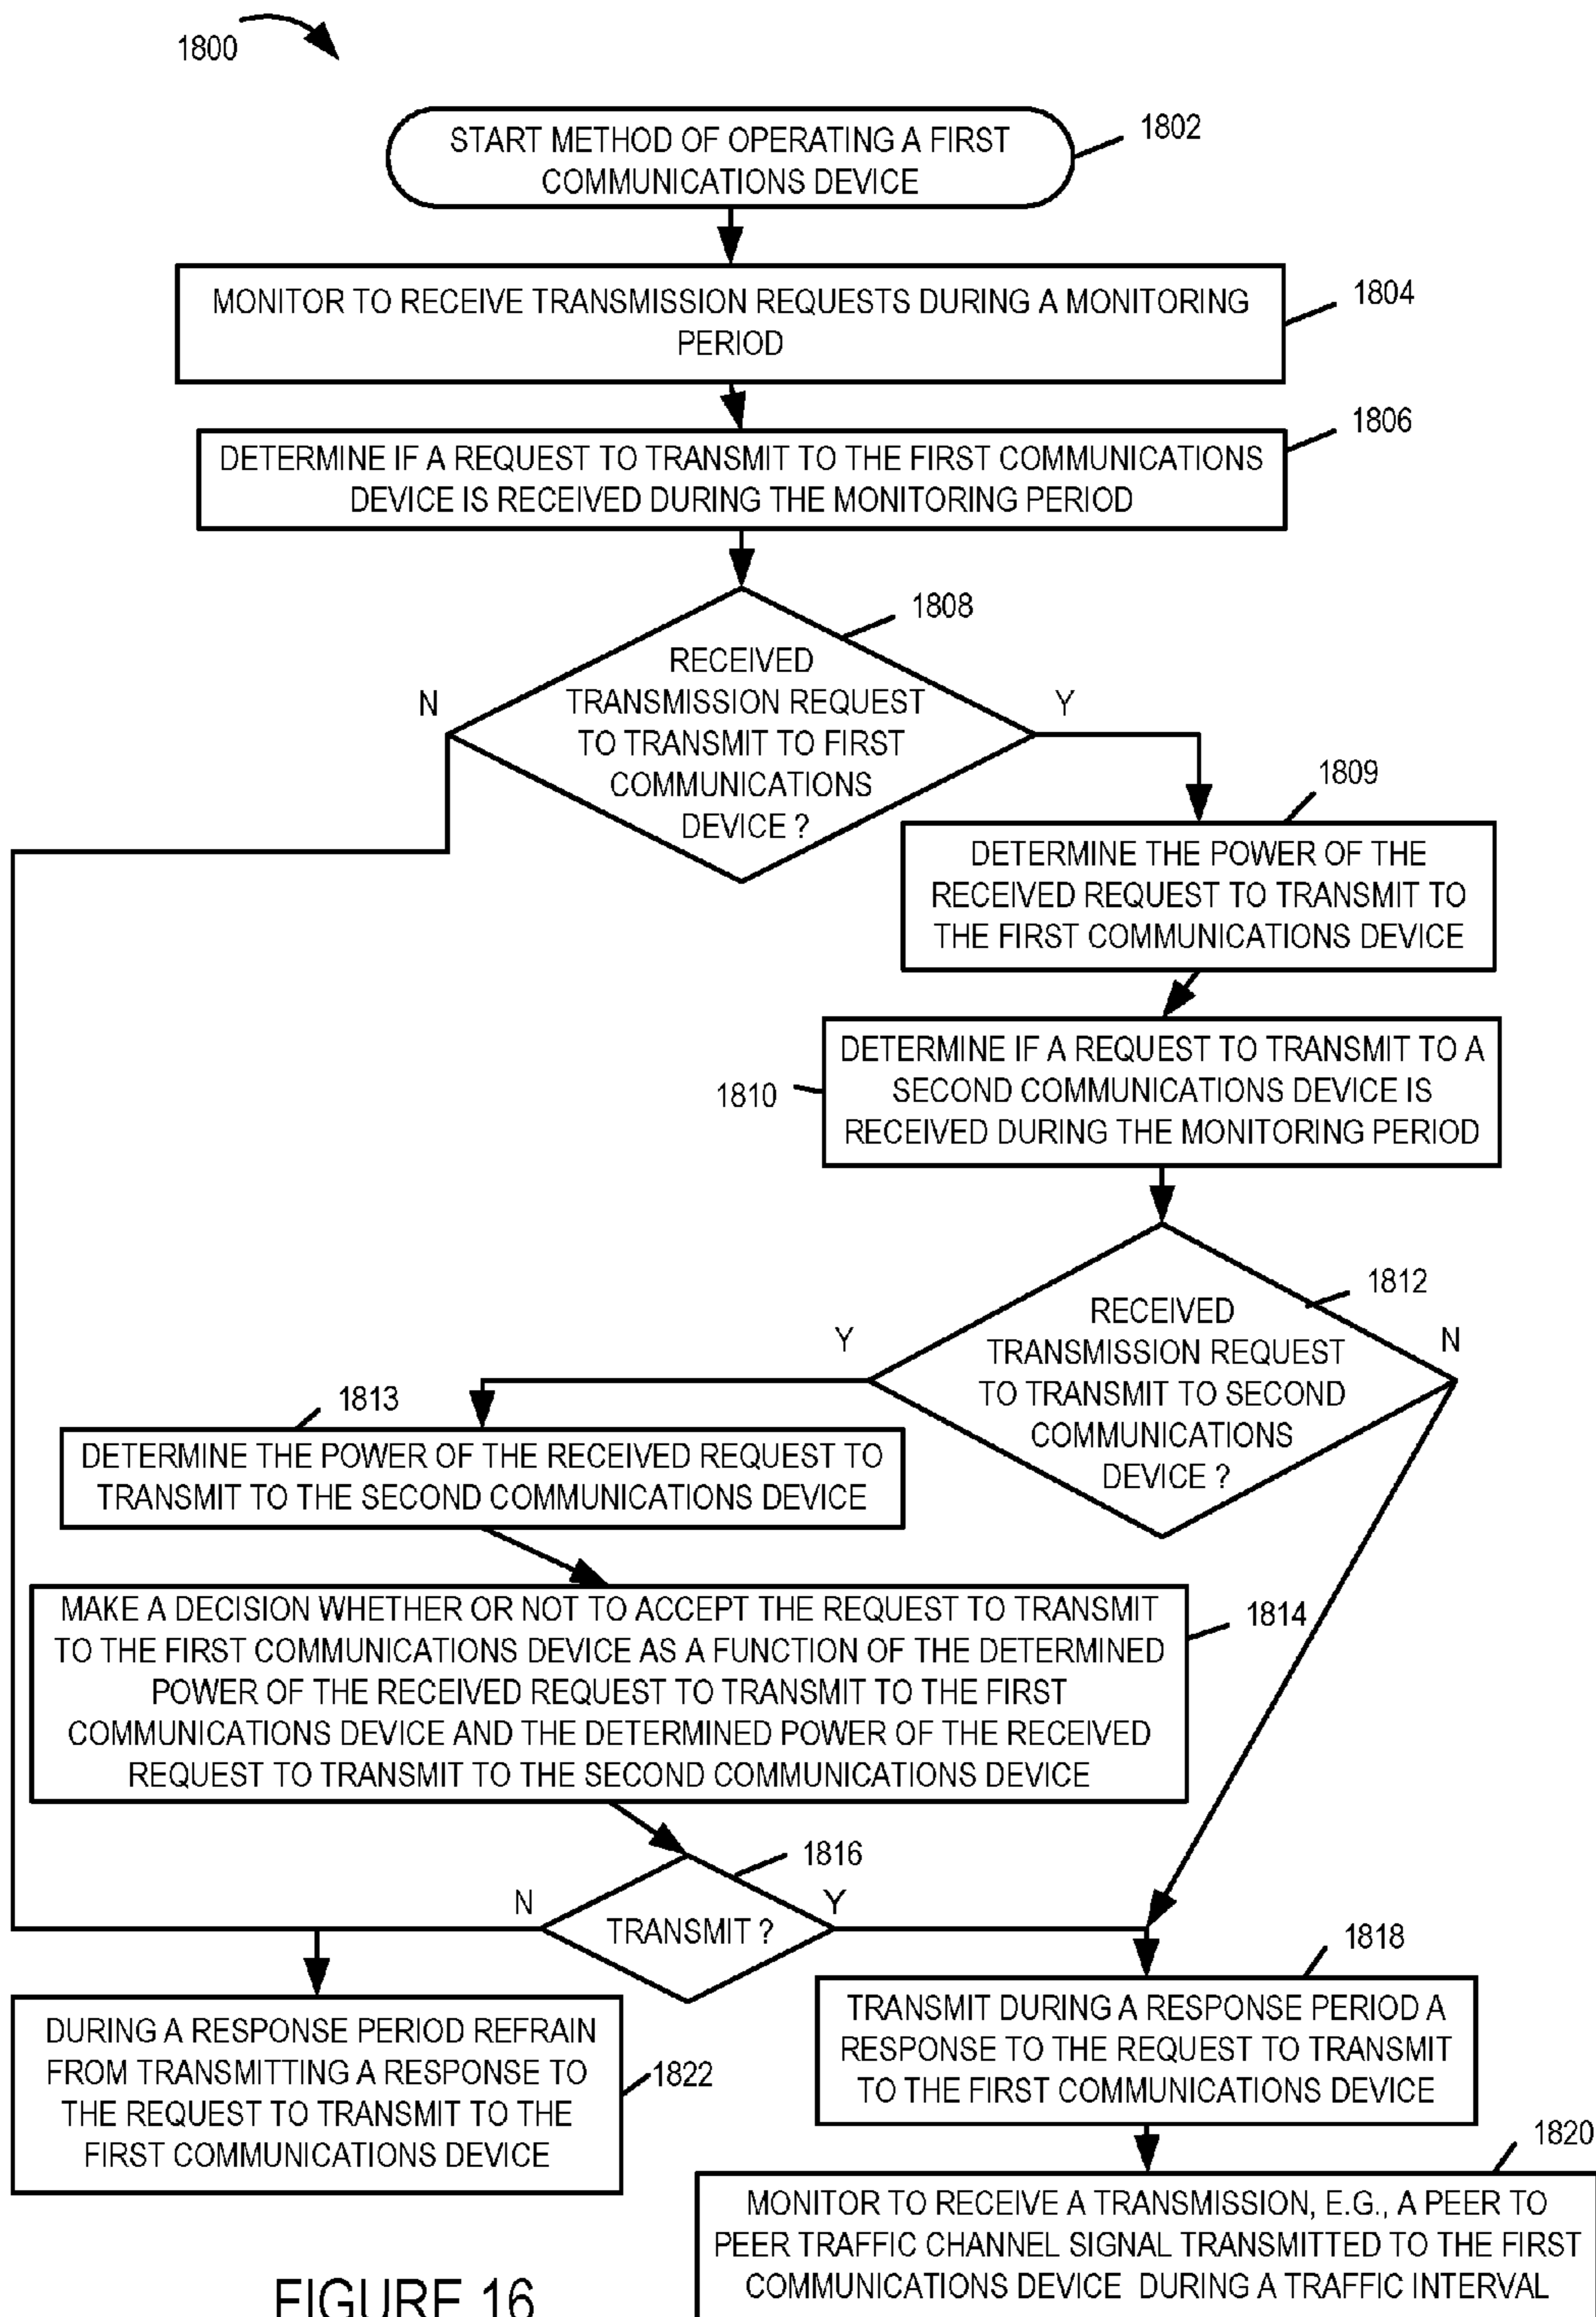 1800
START METHOD OF OPERATING A FIRST
COMMUNICATIONS DEVICE
1802
MONITOR TO RECEIVE TRANSMISSION REQUESTS DURING A MONITORING
PERIOD
1804
DETERMINE IF A REQUEST TO TRANSMIT TO THE FIRST COMMUNICATIONS
DEVICE IS RECEIVED DURING THE MONITORING PERIOD
1806
1808
RECEIVED
TRANSMISSION REQUEST
TO TRANSMIT TO FIRST
COMMUNICATIONS
DEVICE ?
N
Y
1809
DETERMINE THE POWER OF THE
RECEIVED REQUEST TO TRANSMIT TO
THE FIRST COMMUNICATIONS DEVICE
1810
DETERMINE IF A REQUEST TO TRANSMIT TO A
SECOND COMMUNICATIONS DEVICE IS
RECEIVED DURING THE MONITORING PERIOD
1812
RECEIVED
TRANSMISSION REQUEST
TO TRANSMIT TO SECOND
COMMUNICATIONS
DEVICE ?
Y
N
1813
DETERMINE THE POWER OF THE RECEIVED REQUEST TO
TRANSMIT TO THE SECOND COMMUNICATIONS DEVICE
MAKE A DECISION WHETHER OR NOT TO ACCEPT THE REQUEST TO TRANSMIT
TO THE FIRST COMMUNICATIONS DEVICE AS A FUNCTION OF THE DETERMINED
POWER OF THE RECEIVED REQUEST TO TRANSMIT TO THE FIRST
COMMUNICATIONS DEVICE AND THE DETERMINED POWER OF THE RECEIVED
REQUEST TO TRANSMIT TO THE SECOND COMMUNICATIONS DEVICE
1814
1816
N
TRANSMIT ?
Y
1818
TRANSMIT DURING A RESPONSE PERIOD A
RESPONSE TO THE REQUEST TO TRANSMIT
TO THE FIRST COMMUNICATIONS DEVICE
DURING A RESPONSE PERIOD REFRAIN
FROM TRANSMITTING A RESPONSE TO
THE REQUEST TO TRANSMIT TO THE
FIRST COMMUNICATIONS DEVICE
1822
1820
MONITOR TO RECEIVE A TRANSMISSION, E.G., A PEER TO
PEER TRAFFIC CHANNEL SIGNAL TRANSMITTED TO THE FIRST
COMMUNICATIONS DEVICE DURING A TRAFFIC INTERVAL
FIGURE 16